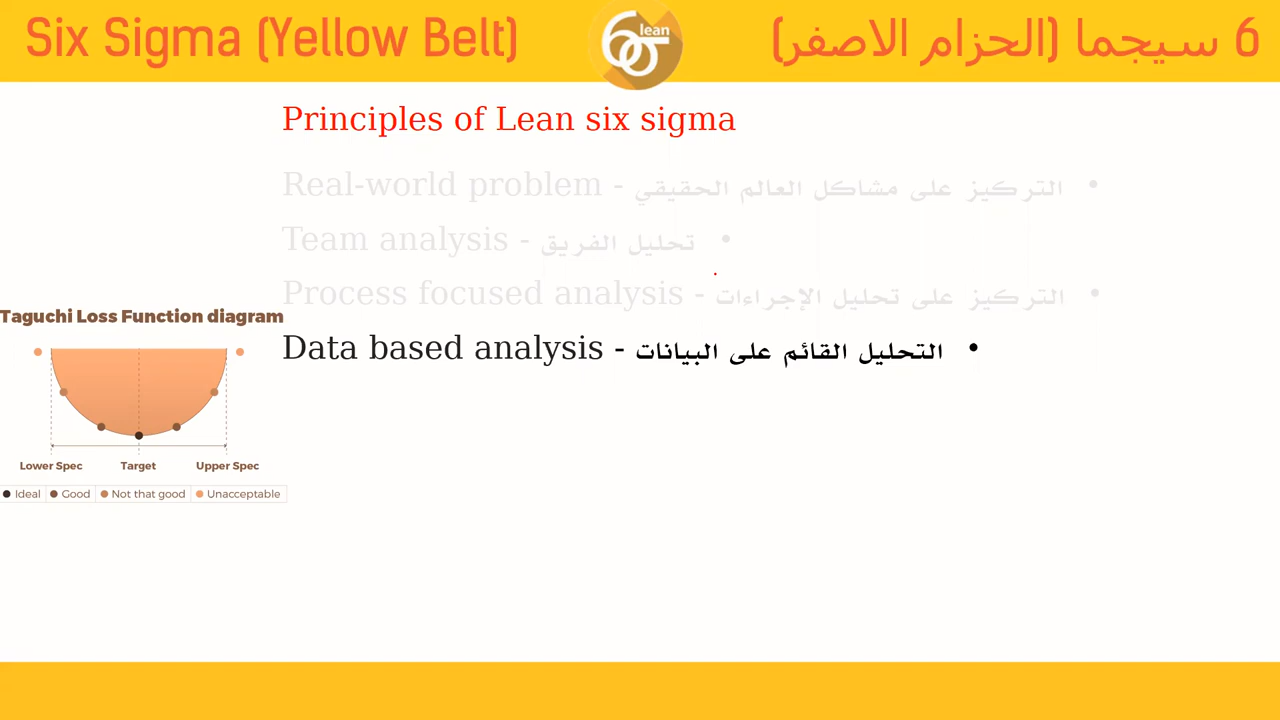 Six Sigma (Yellow Belt)
lean
6σ
6 سيجما (الحزام الاصفر)
Principles of Lean six sigma
Real-world problem - التركيز على مشاكل العالم الحقيقي •
Team analysis - تحليل الفريق •
Process focused analysis - التركيز على تحليل الإجراءات •
Data based analysis - التحليل القائم على البيانات •
Taguchi Loss Function diagram
Lower Spec Target Upper Spec
Ideal Good Not that good Unacceptable